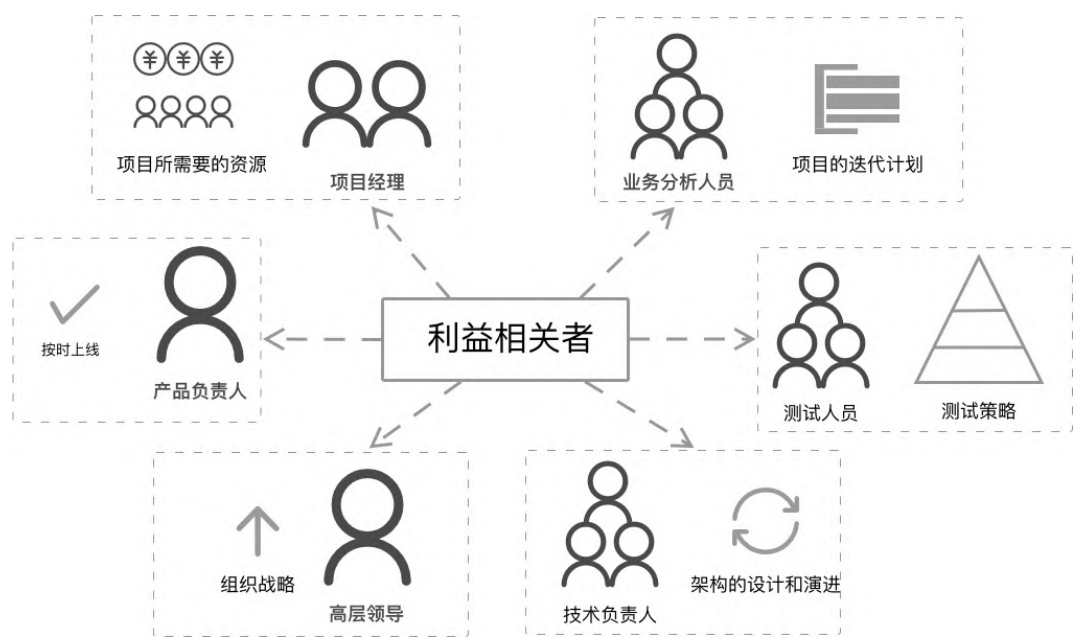 ¥ ¥ ¥
项目所需要的资源
项目经理
业务分析人员
项目的迭代计划
按时上线
产品负责人
利益相关者
测试人员
测试策略
组织战略
高层领导
技术负责人
架构的设计和演进